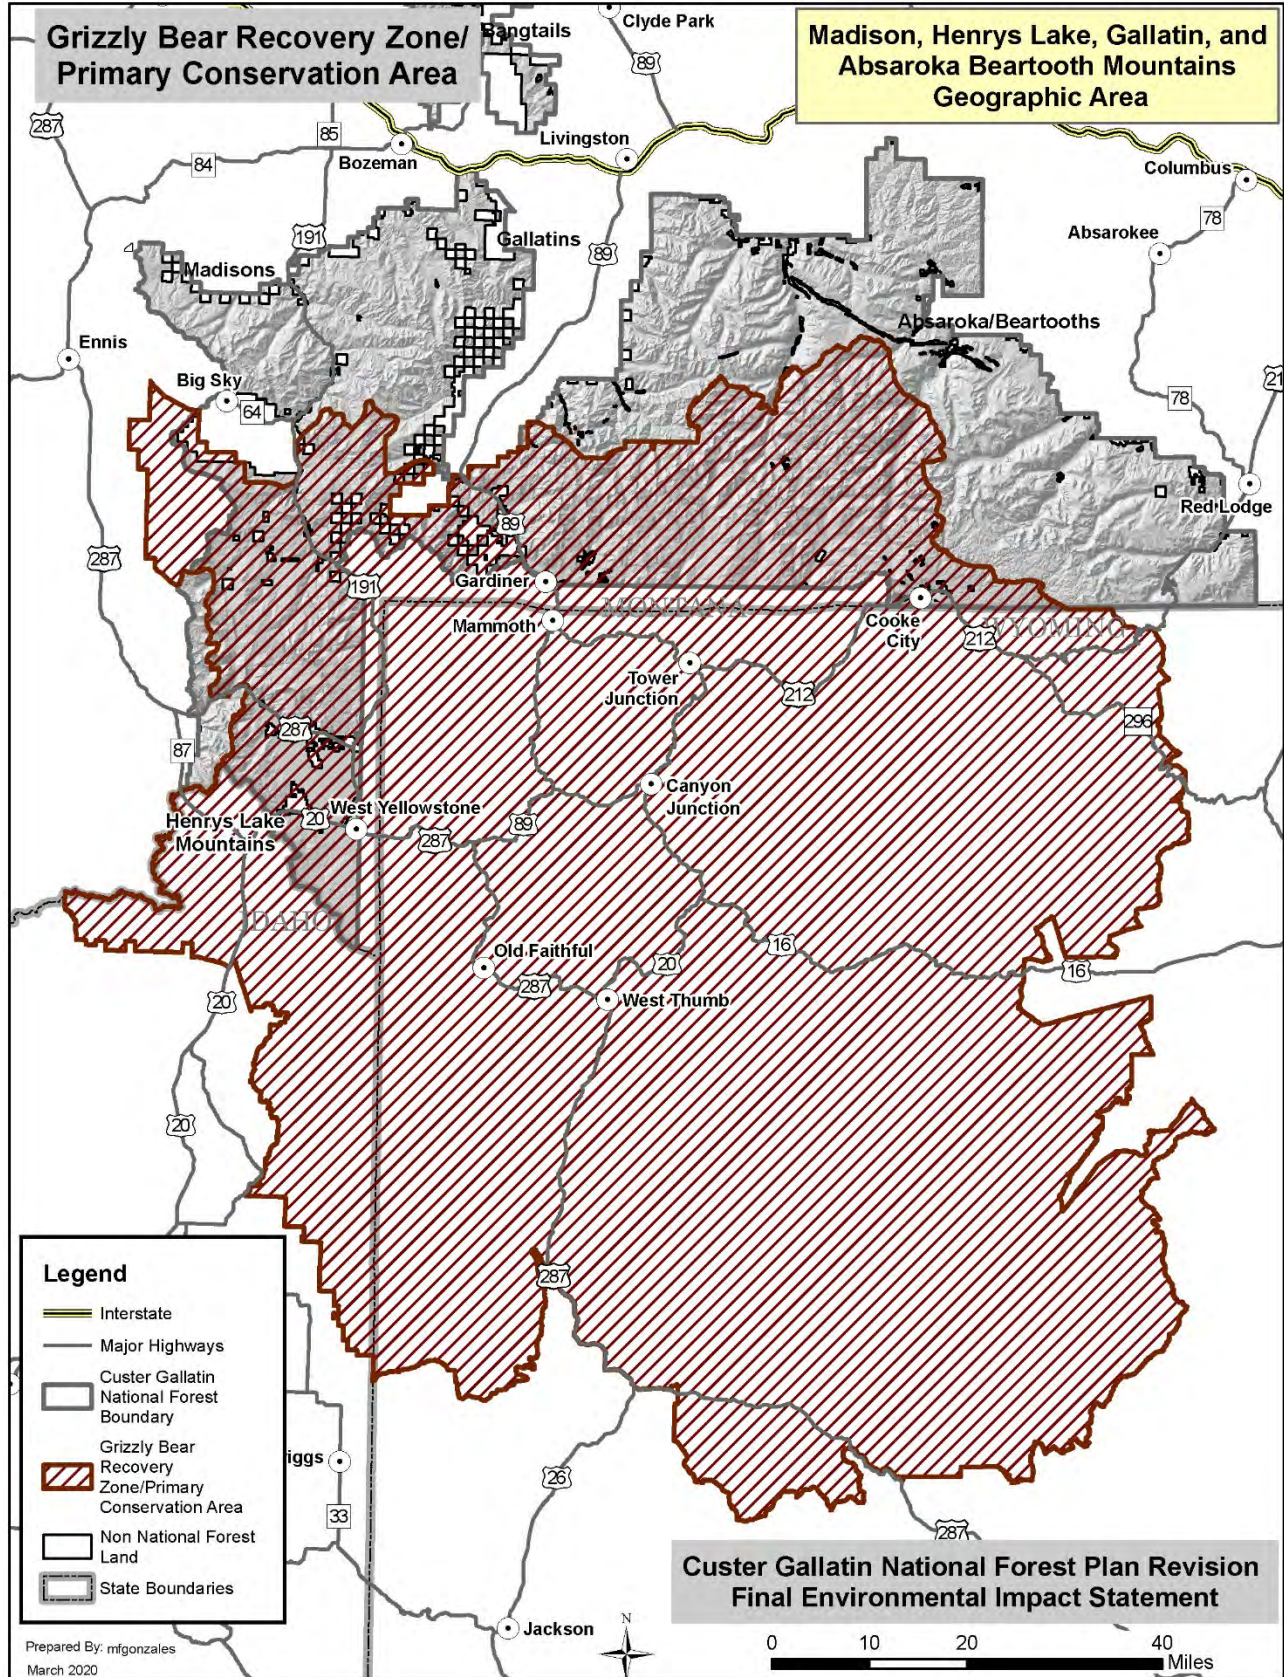 Grizzly Bear Recovery Zone/
Primary Conservation Area
Madison, Henrys Lake, Gallatin, and
Absaroka Beartooth Mountains
Geographic Area
Bangtails
Clyde Park
89
287
85
84
Bozeman
Livingston
Columbus
78
Absarokee
191
Gallatins
89
Madisons
Absaroka/Beartooths
Ennis
Big Sky
64
78
21
Red Lodge
89
287
191
Gardiner
MONTANA
Mammoth
Cooke
City
WYOMING
212
Tower
Junction
212
296
287
87
Canyon
Junction
West Yellowstone
20
89
287
Henrys Lake
Mountains
IDAHO
Old Faithful
16
16
20
287
West Thumb
20
20
287
Legend
Interstate
Major Highways
Custer Gallatin
National Forest
Boundary
Grizzly Bear
Recovery
Zone/Primary
Conservation Area
Non National Forest
Land
State Boundaries
riggs
33
26
287
Jackson
Custer Gallatin National Forest Plan Revision
Final Environmental Impact Statement
Prepared By: mfgonzales
March 2020
N
0 10 20 40
Miles